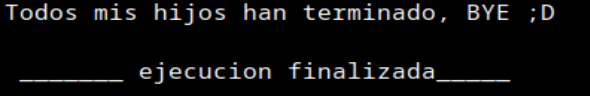 Todos mis hijos han terminado, BYE ;D
_______ ejecucion finalizada_____